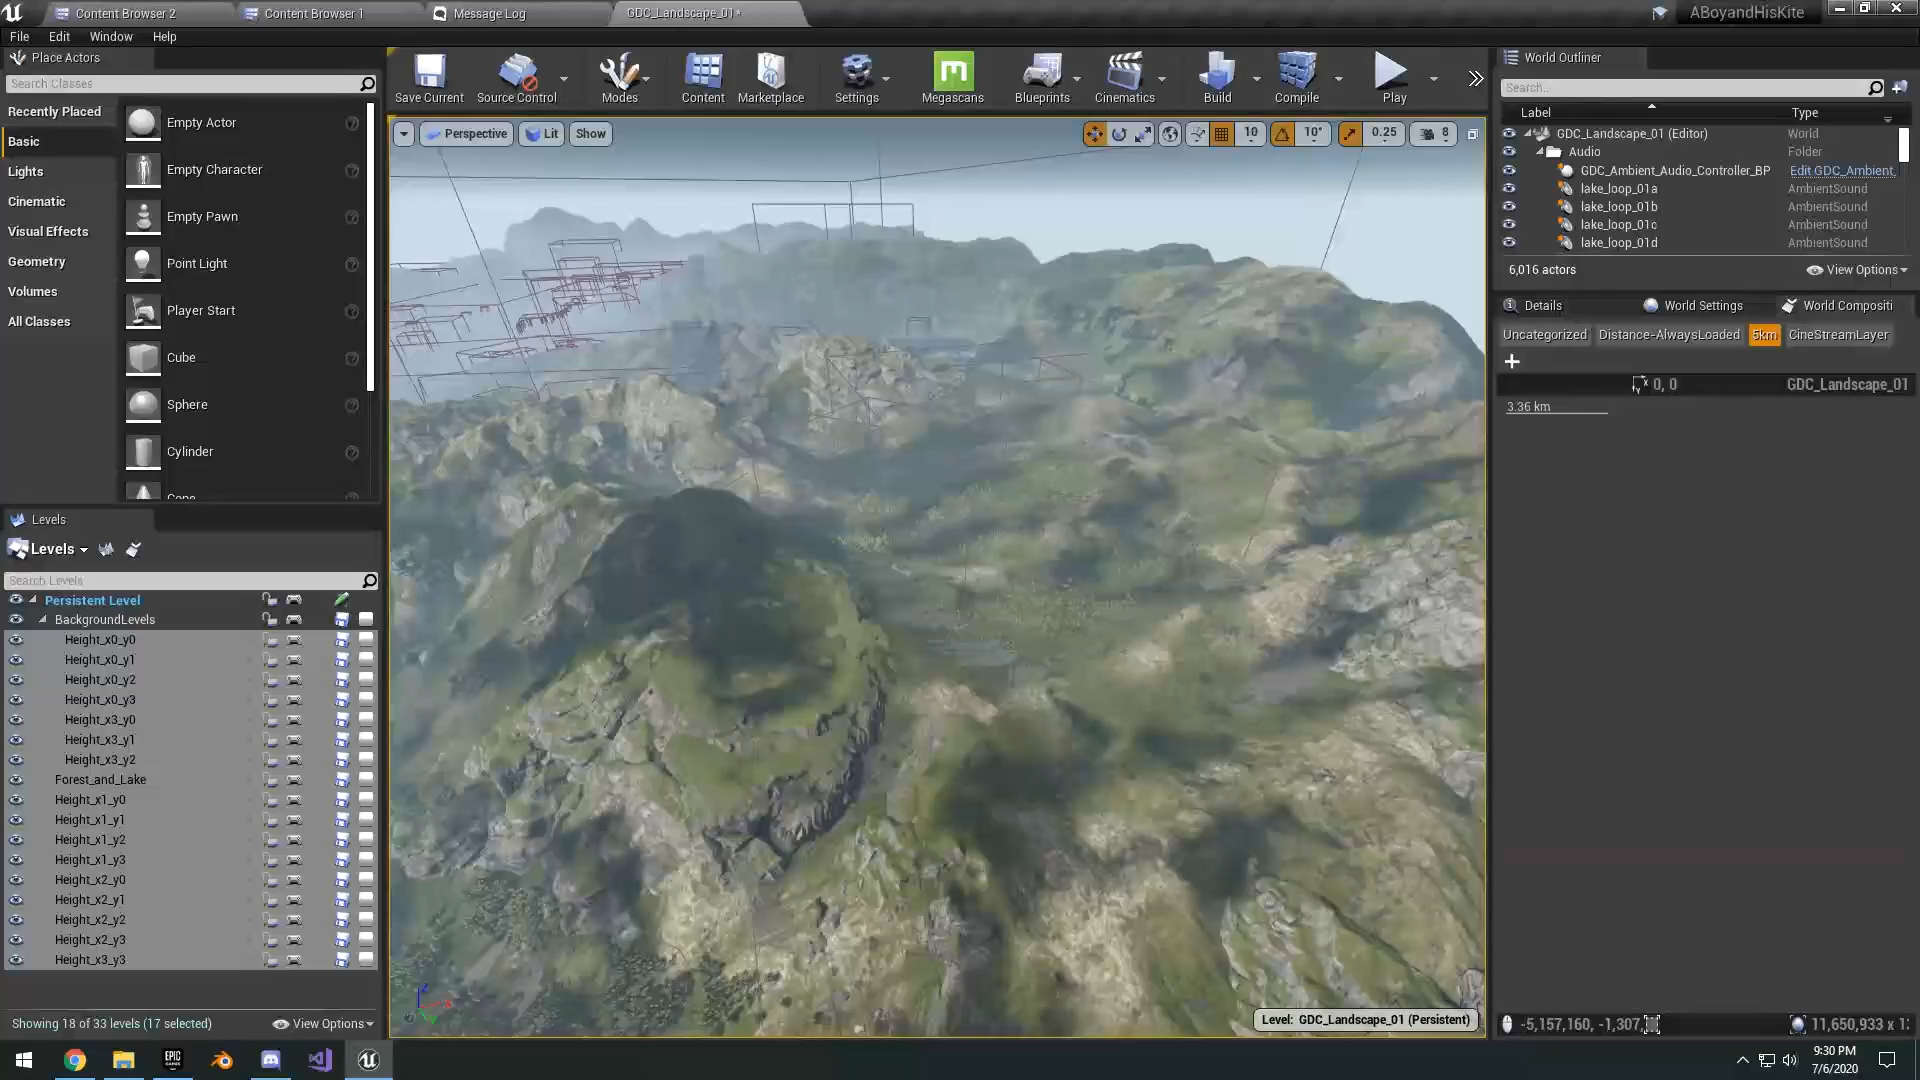 Content Browser 2
Content Browser 1
Message Log
GDC_Landscape_01*
ABoyandHisKite
File
Edit
Window
Help
Place Actors
Search Classes
Recently Placed
Basic
Lights
Cinematic
Visual Effects
Geometry
Volumes
All Classes
Empty Actor
Empty Character
Empty Pawn
Point Light
Player Start
Cube
Sphere
Cylinder
Cone
Save Current
Source Control
Modes
Content
Marketplace
Settings
Megascans
Blueprints
Cinematics
Build
Compile
Play
Perspective
Lit
Show
10
10°
0.25
8
World Outliner
Search..
Label
Type
GDC_Landscape_01 (Editor)
World
Audio
Folder
GDC_Ambient_Audio_Controller_BP
Edit GDC_Ambient_
lake_loop_01a
AmbientSound
lake_loop_01b
AmbientSound
lake_loop_01c
AmbientSound
lake_loop_01d
AmbientSound
6,016 actors
View Options
Details
World Settings
World Compositi
Uncategorized
Distance-AlwaysLoaded
5km
CineStreamLayer
0, 0
GDC_Landscape_01
3.36 km
Levels
Levels
Search Levels
Persistent Level
BackgroundLevels
Height_x0_y0
Height_x0_y1
Height_x0_y2
Height_x0_y3
Height_x3_y0
Height_x3_y1
Height_x3_y2
Forest_and_Lake
Height_x1_y0
Height_x1_y1
Height_x1_y2
Height_x1_y3
Height_x2_y0
Height_x2_y1
Height_x2_y2
Height_x2_y3
Height_x3_y3
Showing 18 of 33 levels (17 selected)
View Options
Level: GDC_Landscape_01 (Persistent)
-5,157,160, -1,307,
11,650,933 x 1:
EPIC
GAMES
9:30 PM
7/6/2020